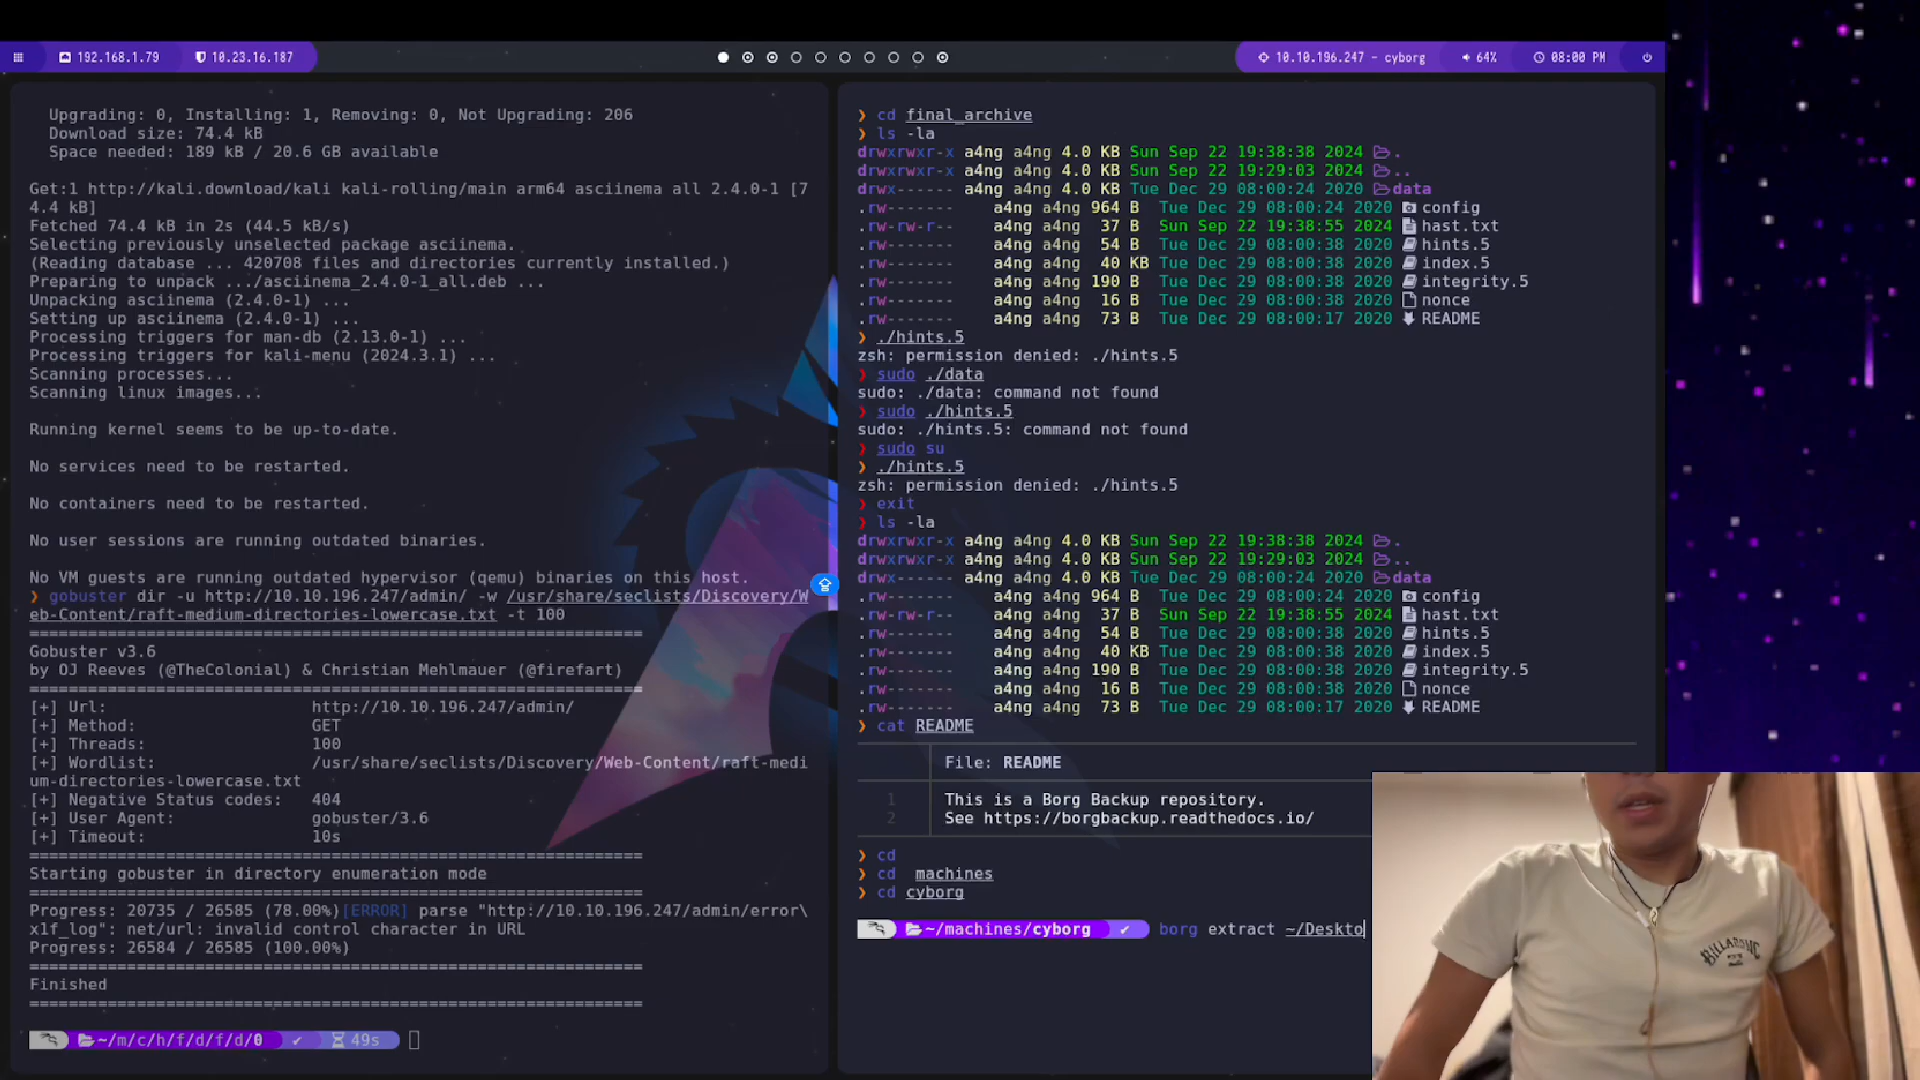 192.168.1.79 10.23.16.187 10.10.196.247 - cyborg 64% 08:00 PM
Upgrading: 0, Installing: 1, Removing: 0, Not Upgrading: 206
Download size: 74.4 kB
Space needed: 189 kB / 20.6 GB available
Get:1 http://kali.download/kali kali-rolling/main arm64 asciinema all 2.4.0-1 [7
4.4 kB]
Fetched 74.4 kB in 2s (44.5 kB/s)
Selecting previously unselected package asciinema.
(Reading database ... 420708 files and directories currently installed.)
Preparing to unpack .../asciinema_2.4.0-1_all.deb ...
Unpacking asciinema (2.4.0-1) ...
Setting up asciinema (2.4.0-1) ...
Processing triggers for man-db (2.13.0-1) ...
Processing triggers for kali-menu (2024.3.1) ...
Scanning processes...
Scanning linux images...
Running kernel seems to be up-to-date.
No services need to be restarted.
No containers need to be restarted.
No user sessions are running outdated binaries.
No VM guests are running outdated hypervisor (qemu) binaries on this host.
❯ gobuster dir -u http://10.10.196.247/admin/ -w /usr/share/seclists/Discovery/W
eb-Content/raft-medium-directories-lowercase.txt -t 100
===============================================================
Gobuster v3.6
by OJ Reeves (@TheColonial) & Christian Mehlmauer (@firefart)
===============================================================
[+] Url: http://10.10.196.247/admin/
[+] Method: GET
[+] Threads: 100
[+] Wordlist: /usr/share/seclists/Discovery/Web-Content/raft-medi
um-directories-lowercase.txt
[+] Negative Status codes: 404
[+] User Agent: gobuster/3.6
[+] Timeout: 10s
===============================================================
Starting gobuster in directory enumeration mode
===============================================================
Progress: 20735 / 26585 (78.00%)[ERROR] parse "http://10.10.196.247/admin/error\
x1f_log": net/url: invalid control character in URL
Progress: 26584 / 26585 (100.00%)
===============================================================
Finished
===============================================================
~/m/c/h/f/d/f/d/0 ✔ 49s
❯ cd final_archive
❯ ls -la
drwxrwxr-x a4ng a4ng 4.0 KB Sun Sep 22 19:38:38 2024 .
drwxrwxr-x a4ng a4ng 4.0 KB Sun Sep 22 19:29:03 2024 ..
drwx------ a4ng a4ng 4.0 KB Tue Dec 29 08:00:24 2020 data
.rw------- a4ng a4ng 964 B Tue Dec 29 08:00:24 2020 config
.rw-rw-r-- a4ng a4ng 37 B Sun Sep 22 19:38:55 2024 hast.txt
.rw------- a4ng a4ng 54 B Tue Dec 29 08:00:38 2020 hints.5
.rw------- a4ng a4ng 40 KB Tue Dec 29 08:00:38 2020 index.5
.rw------- a4ng a4ng 190 B Tue Dec 29 08:00:38 2020 integrity.5
.rw------- a4ng a4ng 16 B Tue Dec 29 08:00:38 2020 nonce
.rw------- a4ng a4ng 73 B Tue Dec 29 08:00:17 2020 README
❯ ./hints.5
zsh: permission denied: ./hints.5
❯ sudo ./data
sudo: ./data: command not found
❯ sudo ./hints.5
sudo: ./hints.5: command not found
❯ sudo su
❯ ./hints.5
zsh: permission denied: ./hints.5
❯ exit
❯ ls -la
drwxrwxr-x a4ng a4ng 4.0 KB Sun Sep 22 19:38:38 2024 .
drwxrwxr-x a4ng a4ng 4.0 KB Sun Sep 22 19:29:03 2024 ..
drwx------ a4ng a4ng 4.0 KB Tue Dec 29 08:00:24 2020 data
.rw------- a4ng a4ng 964 B Tue Dec 29 08:00:24 2020 config
.rw-rw-r-- a4ng a4ng 37 B Sun Sep 22 19:38:55 2024 hast.txt
.rw------- a4ng a4ng 54 B Tue Dec 29 08:00:38 2020 hints.5
.rw------- a4ng a4ng 40 KB Tue Dec 29 08:00:38 2020 index.5
.rw------- a4ng a4ng 190 B Tue Dec 29 08:00:38 2020 integrity.5
.rw------- a4ng a4ng 16 B Tue Dec 29 08:00:38 2020 nonce
.rw------- a4ng a4ng 73 B Tue Dec 29 08:00:17 2020 README
❯ cat README
File: README
1 This is a Borg Backup repository.
2 See https://borgbackup.readthedocs.io/
❯ cd
❯ cd machines
❯ cd cyborg
~/machines/cyborg ✔ borg extract ~/Deskto
BILLABONG